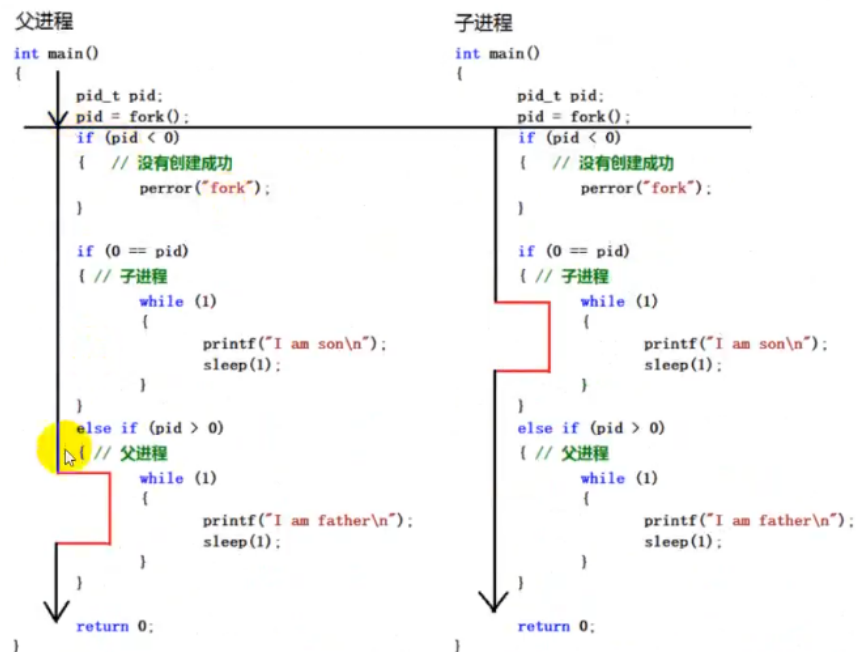 父进程
int main()
{
pid_t pid;
pid = fork();
if (pid < 0)
{ // 没有创建成功
perror("fork");
}
if (0 == pid)
{ // 子进程
while (1)
{
printf("I am son\n");
sleep(1);
}
}
else if (pid > 0)
{ // 父进程
while (1)
{
printf("I am father\n");
sleep(1);
}
}
return 0;
}
子进程
int main()
{
pid_t pid;
pid = fork();
if (pid < 0)
{ // 没有创建成功
perror("fork");
}
if (0 == pid)
{ // 子进程
while (1)
{
printf("I am son\n");
sleep(1);
}
}
else if (pid > 0)
{ // 父进程
while (1)
{
printf("I am father\n");
sleep(1);
}
}
return 0;
}